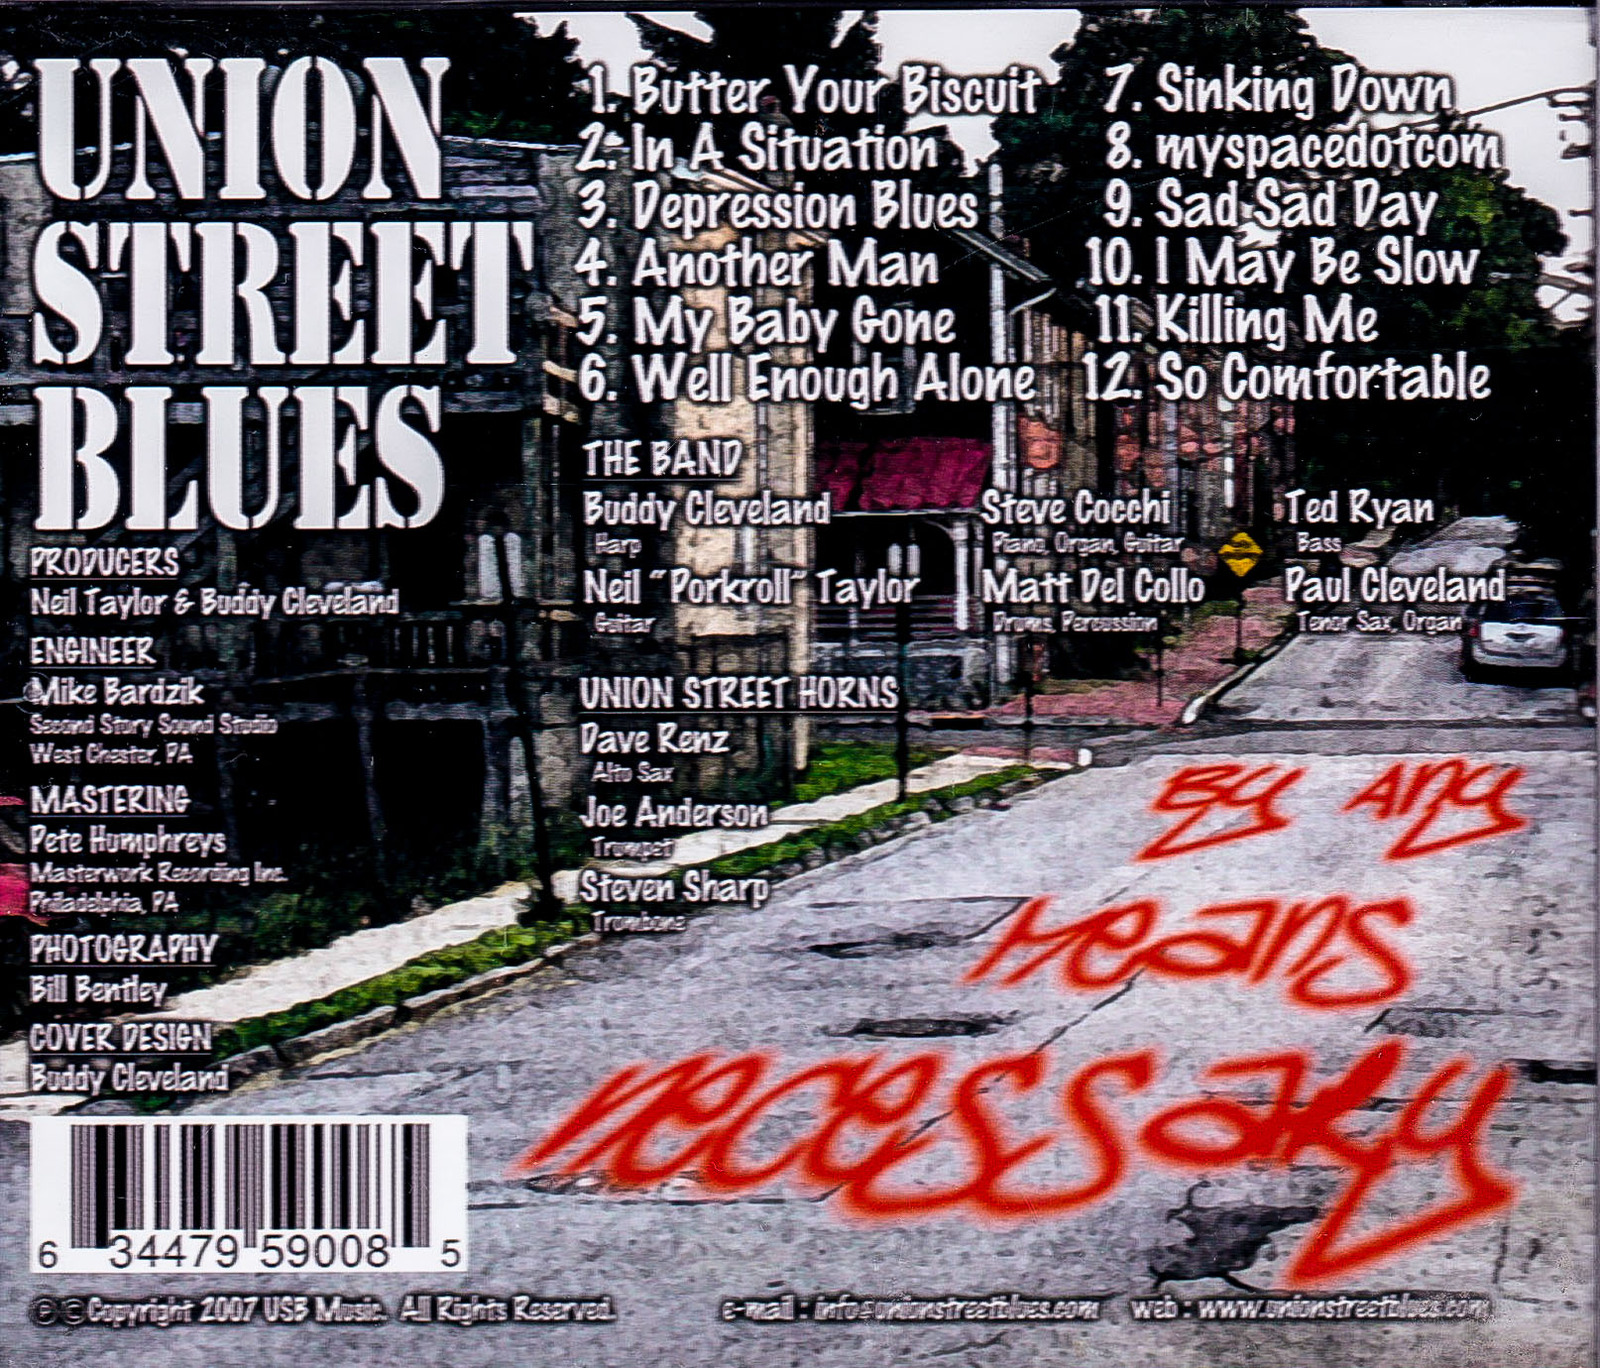 UNION
STREET
BLUES
PRODUCERS
Neil Taylor & Buddy Cleveland
ENGINEER
Mike Bardzik
Second Story Sound Studio
West Chester, PA
MASTERING
Pete Humphreys
Masterwork Recording Inc.
Philadelphia, PA
PHOTOGRAPHY
Bill Bentley
COVER DESIGN
Buddy Cleveland
1. Butter Your Biscuit
2. In A Situation
3. Depression Blues
4. Another Man
5. My Baby Gone
6. Well Enough Alone
7. Sinking Down
8. myspacedotcom
9. Sad Sad Day
10. I May Be Slow
11. Killing Me
12. So Comfortable
THE BAND
Buddy Cleveland
Harp
Neil "Porkroll" Taylor
Guitar
Steve Cocchi
Piano, Organ, Guitar
Matt Del Collo
Drums, Percussion
Ted Ryan
Bass
Paul Cleveland
Tenor Sax, Organ
UNION STREET HORNS
Dave Renz
Alto Sax
Joe Anderson
Trumpet
Steven Sharp
Trombone
By Any
Means
Necessary
6 34479 59008 5
℗ © Copyright 2007 USB Music. All Rights Reserved.
e-mail : info@unionstreetblues.com
web : www.unionstreetblues.com